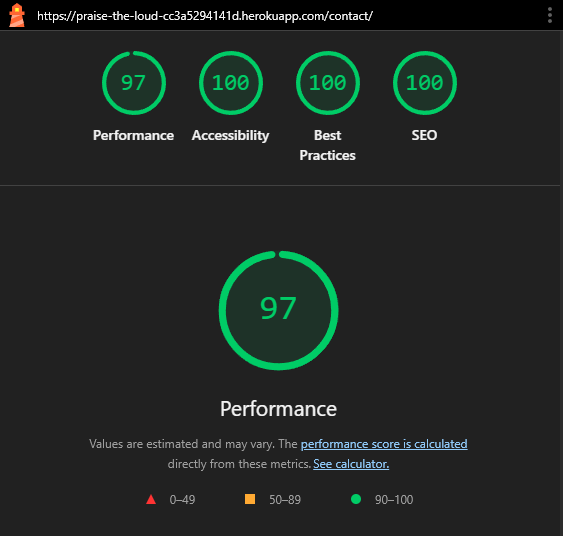 https://praise-the-loud-cc3a5294141d.herokuapp.com/contact/
97 100 100 100
Performance Accessibility Best Practices SEO
97
Performance
Values are estimated and may vary. The performance score is calculated
directly from these metrics. See calculator.
0–49 50–89 90–100